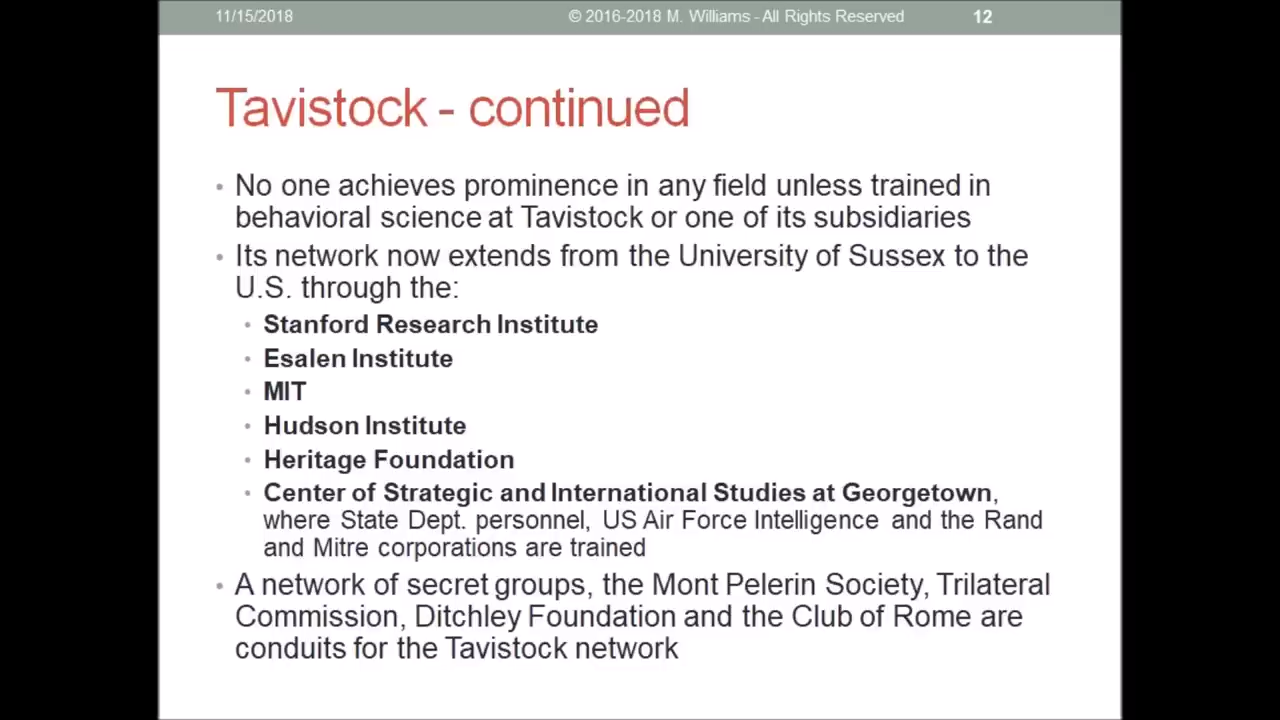 11/15/2018 © 2016-2018 M. Williams - All Rights Reserved 12
Tavistock - continued
• No one achieves prominence in any field unless trained in
behavioral science at Tavistock or one of its subsidiaries
• Its network now extends from the University of Sussex to the
U.S. through the:
• Stanford Research Institute
• Esalen Institute
• MIT
• Hudson Institute
• Heritage Foundation
• Center of Strategic and International Studies at Georgetown,
where State Dept. personnel, US Air Force Intelligence and the Rand
and Mitre corporations are trained
• A network of secret groups, the Mont Pelerin Society, Trilateral
Commission, Ditchley Foundation and the Club of Rome are
conduits for the Tavistock network